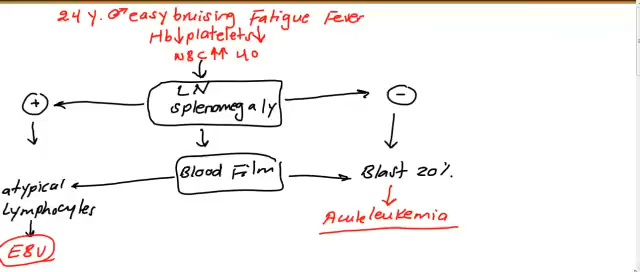 24 y. ♂ easy bruising Fatigue Fever
Hb↓ platelets↓
WBC↑↑ 40
LN
splenomegaly
+
-
Blood Film
Blast 20%.
atypical
Lymphocyles
Acute leukemia
EBV